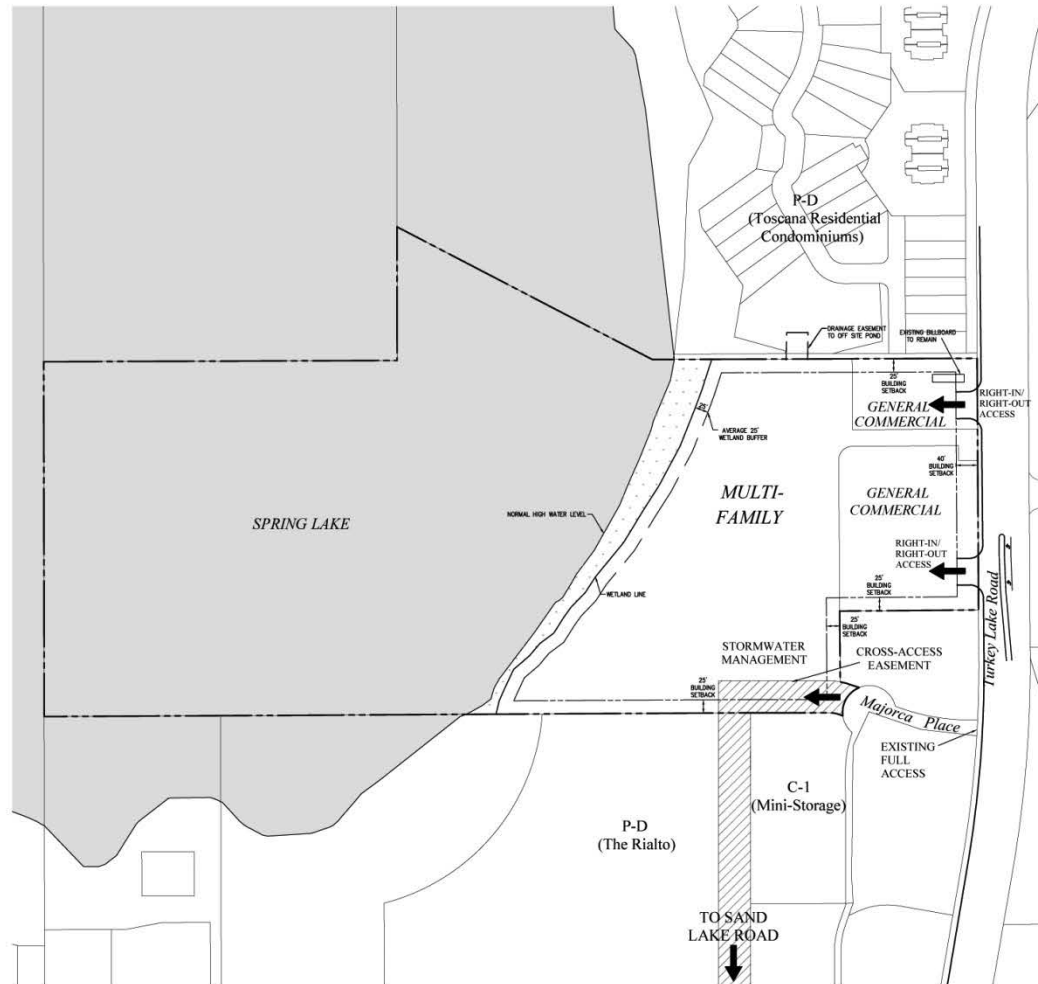 P-D
(Toscana Residential
Condominiums)
DRAINAGE EASEMENT
TO OFF SITE POND
EXISTING BILLBOARD
TO REMAIN
25'
BUILDING
SETBACK
GENERAL
COMMERCIAL
RIGHT-IN/
RIGHT-OUT
ACCESS
25'
AVERAGE 25'
WETLAND BUFFER
40'
BUILDING
SETBACK
MULTI-
FAMILY
GENERAL
COMMERCIAL
NORMAL HIGH WATER LEVEL
SPRING LAKE
RIGHT-IN/
RIGHT-OUT
ACCESS
WETLAND LINE
25'
BUILDING
SETBACK
25'
BUILDING
SETBACK
Turkey Lake Road
STORMWATER
MANAGEMENT
CROSS-ACCESS
EASEMENT
25'
BUILDING
SETBACK
Majorca Place
EXISTING
FULL
ACCESS
C-1
(Mini-Storage)
P-D
(The Rialto)
TO SAND
LAKE ROAD